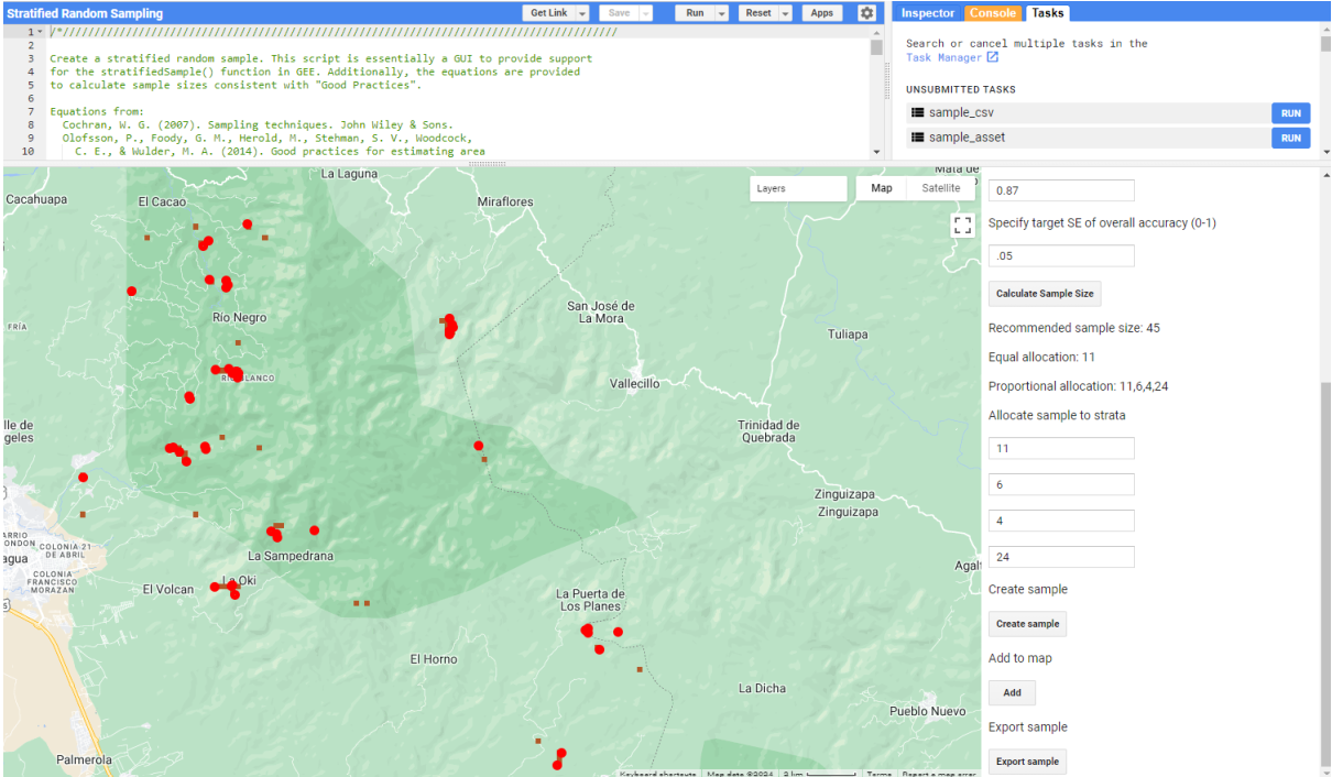 Stratified Random Sampling
Get Link
Save
Run
Reset
Apps
Inspector
Console
Tasks
1
/*//////////////////////////////////////////////////////////////////////////////////////////
2
3 Create a stratified random sample. This script is essentially a GUI to provide support
4 for the stratifiedSample() function in GEE. Additionally, the equations are provided
5 to calculate sample sizes consistent with "Good Practices".
6
7 Equations from:
8 Cochran, W. G. (2007). Sampling techniques. John Wiley & Sons.
9 Olofsson, P., Foody, G. M., Herold, M., Stehman, S. V., Woodcock,
10 C. E., & Wulder, M. A. (2014). Good practices for estimating area
Search or cancel multiple tasks in the
Task Manager
UNSUBMITTED TASKS
sample_csv
RUN
sample_asset
RUN
La Laguna
Cacahuapa
El Cacao
Miraflores
Layers
Map
Satellite
Mata de
FRÍA
Río Negro
San José de
La Mora
Tuliapa
Vallecillo
lle de
geles
Trinidad de
Quebrada
Zinguizapa
Zinguizapa
COLONIA 21
DE ABRIL
agua
COLONIA
FRANCISCO
MORAZAN
La Sampedrana
El Volcan
La Oki
Agalt
La Puerta de
Los Planes
El Horno
La Dicha
Pueblo Nuevo
Palmerola
Keyboard shortcuts
Map data ©2024
2 km
Terms
Report a map error
0.87
Specify target SE of overall accuracy (0-1)
.05
Calculate Sample Size
Recommended sample size: 45
Equal allocation: 11
Proportional allocation: 11,6,4,24
Allocate sample to strata
11
6
4
24
Create sample
Create sample
Add to map
Add
Export sample
Export sample